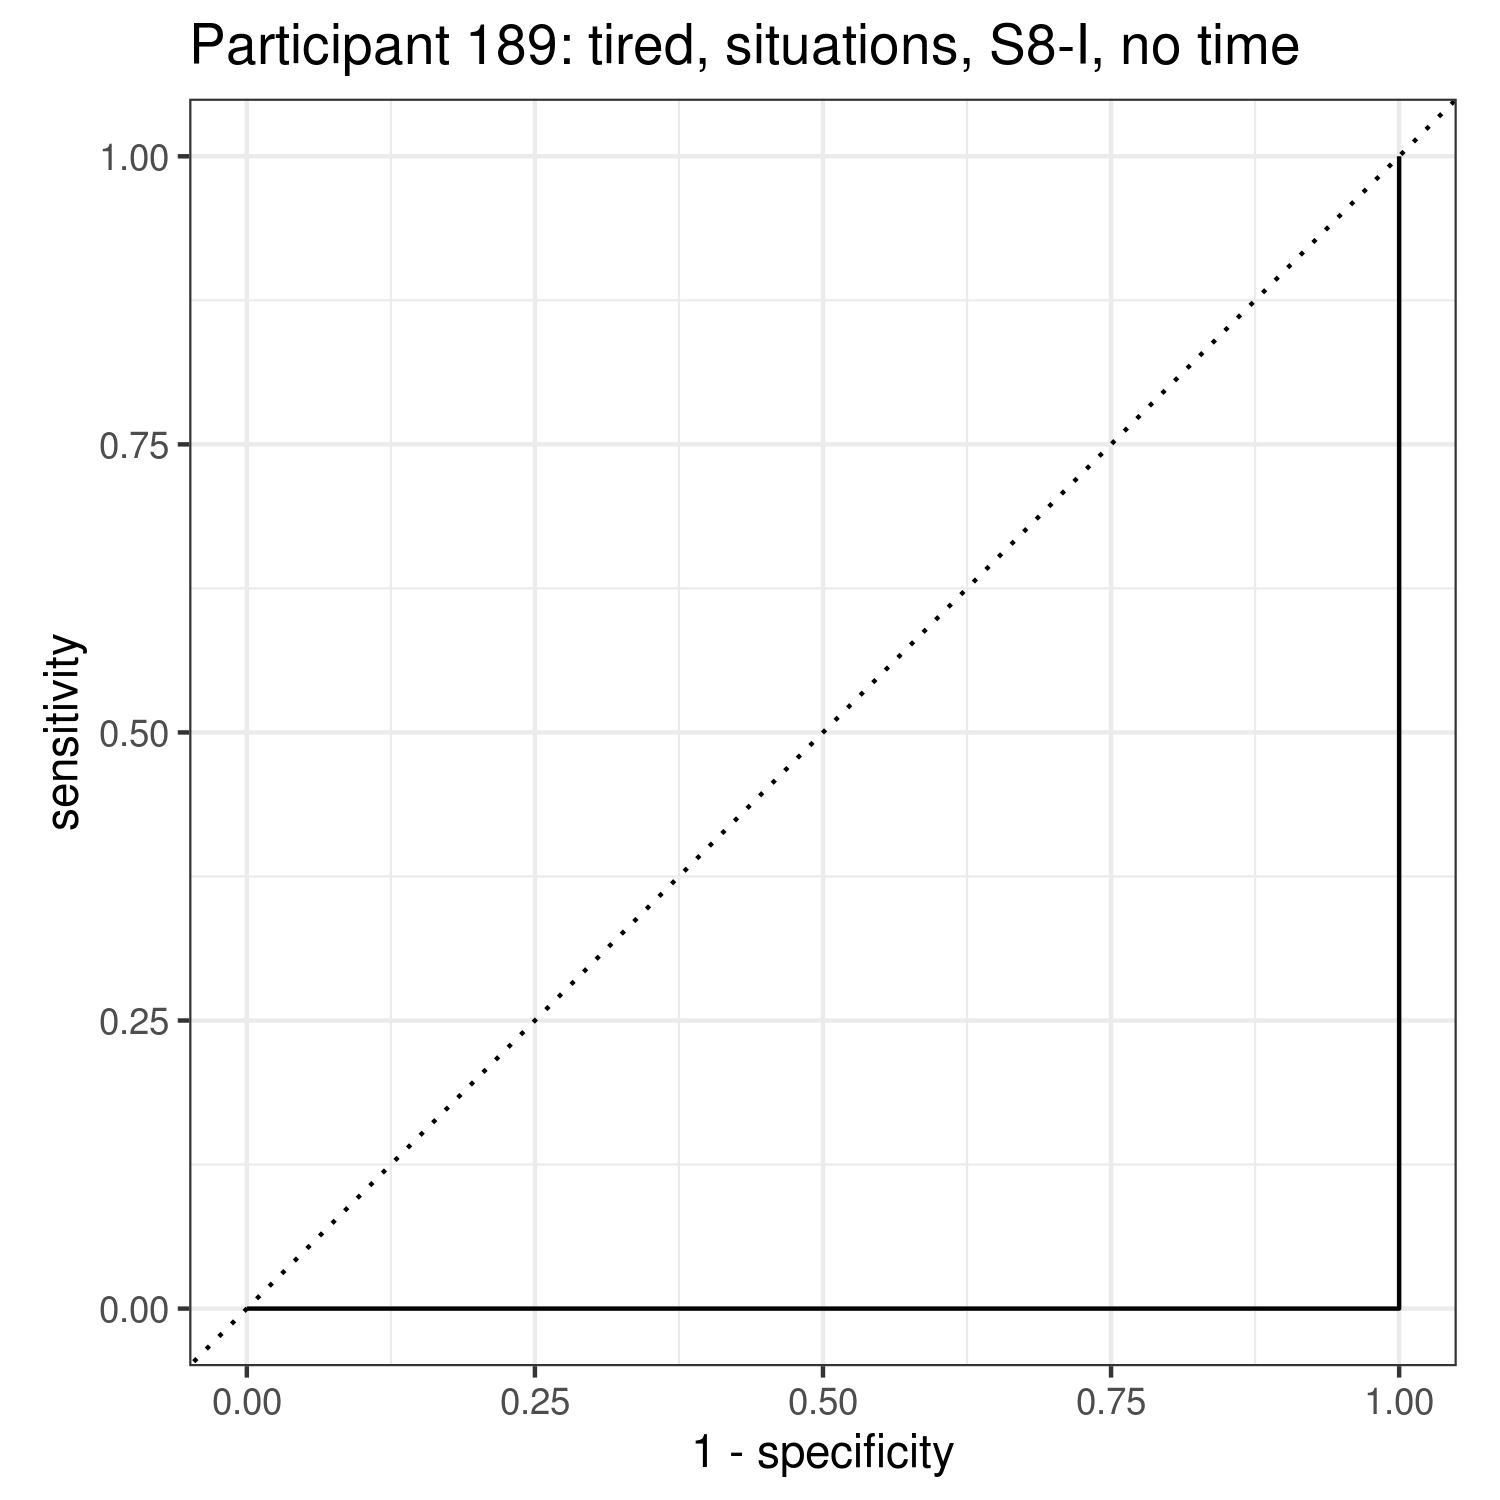 Participant 189: tired, situations, S8-I, no time
1.00
0.75
0.50
0.25
0.00
sensitivity
0.00 0.25 0.50 0.75 1.00
1 - specificity